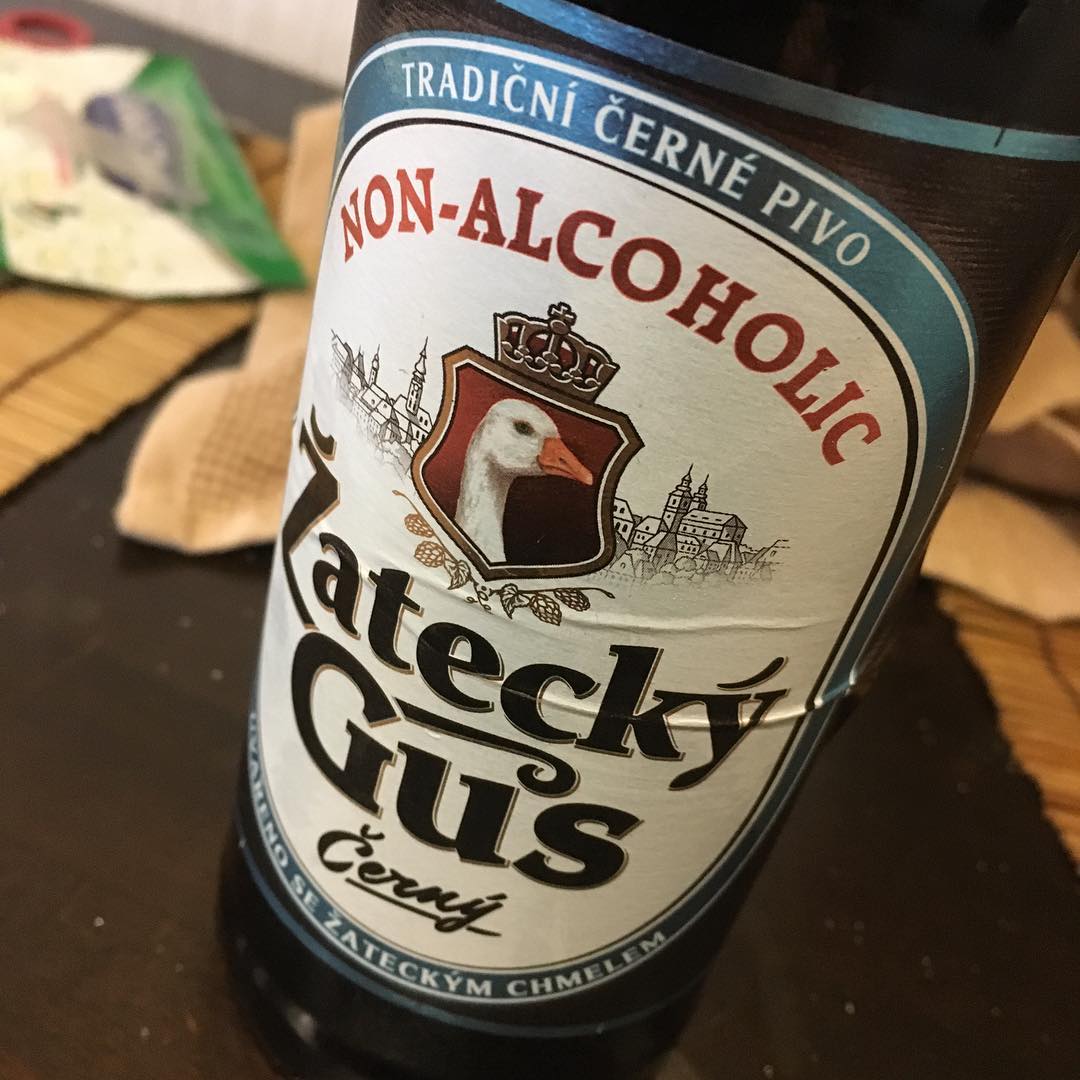 TRADIČNÍ ČERNÉ PIVO
NON-ALCOHOLIC
Žatecký
Gus
Černý
UVAŘENO SE ŽATECKÝM CHMELEM